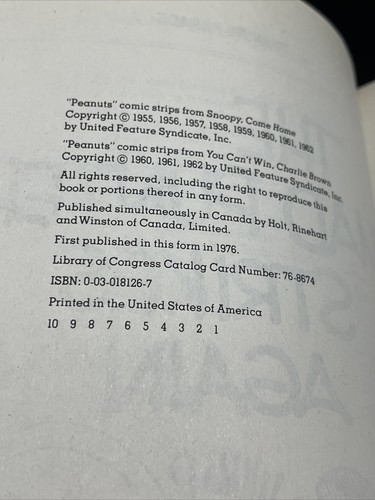 "Peanuts" comic strips from Snoopy, Come Home
Copyright © 1955, 1956, 1957, 1958, 1959, 1960, 1961, 1962
by United Feature Syndicate, Inc.
"Peanuts" comic strips from You Can't Win, Charlie Brown
Copyright © 1960, 1961, 1962 by United Feature Syndicate, Inc.
All rights reserved, including the right to reproduce this
book or portions thereof in any form.
Published simultaneously in Canada by Holt, Rinehart
and Winston of Canada, Limited.
First published in this form in 1976.
Library of Congress Catalog Card Number: 76-8674
ISBN: 0-03-018126-7
Printed in the United States of America
10 9 8 7 6 5 4 3 2 1